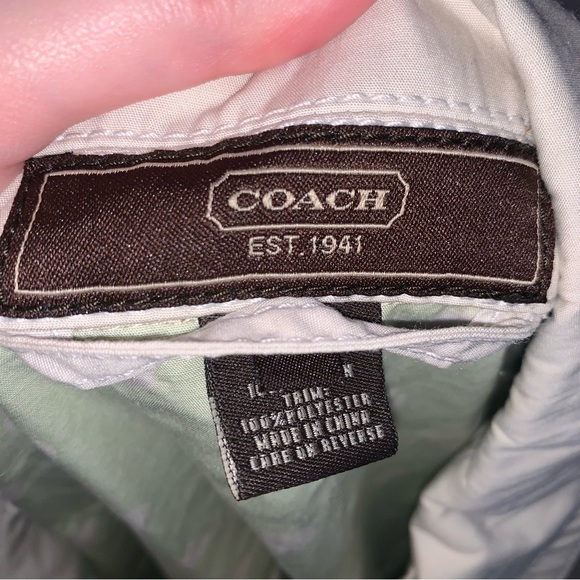 COACH
EST. 1941
TRIM:
100% POLYESTER
MADE IN CHINA
CARE ON REVERSE